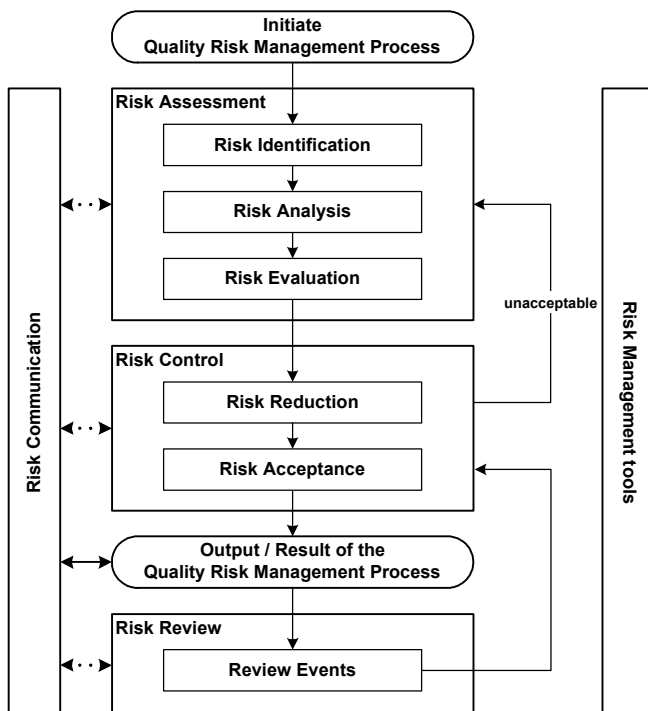 Initiate
Quality Risk Management Process
Risk Assessment
Risk Identification
Risk Analysis
Risk Evaluation
unacceptable
Risk Control
Risk Reduction
Risk Acceptance
Output / Result of the
Quality Risk Management Process
Risk Review
Review Events
Risk Communication
Risk Management tools